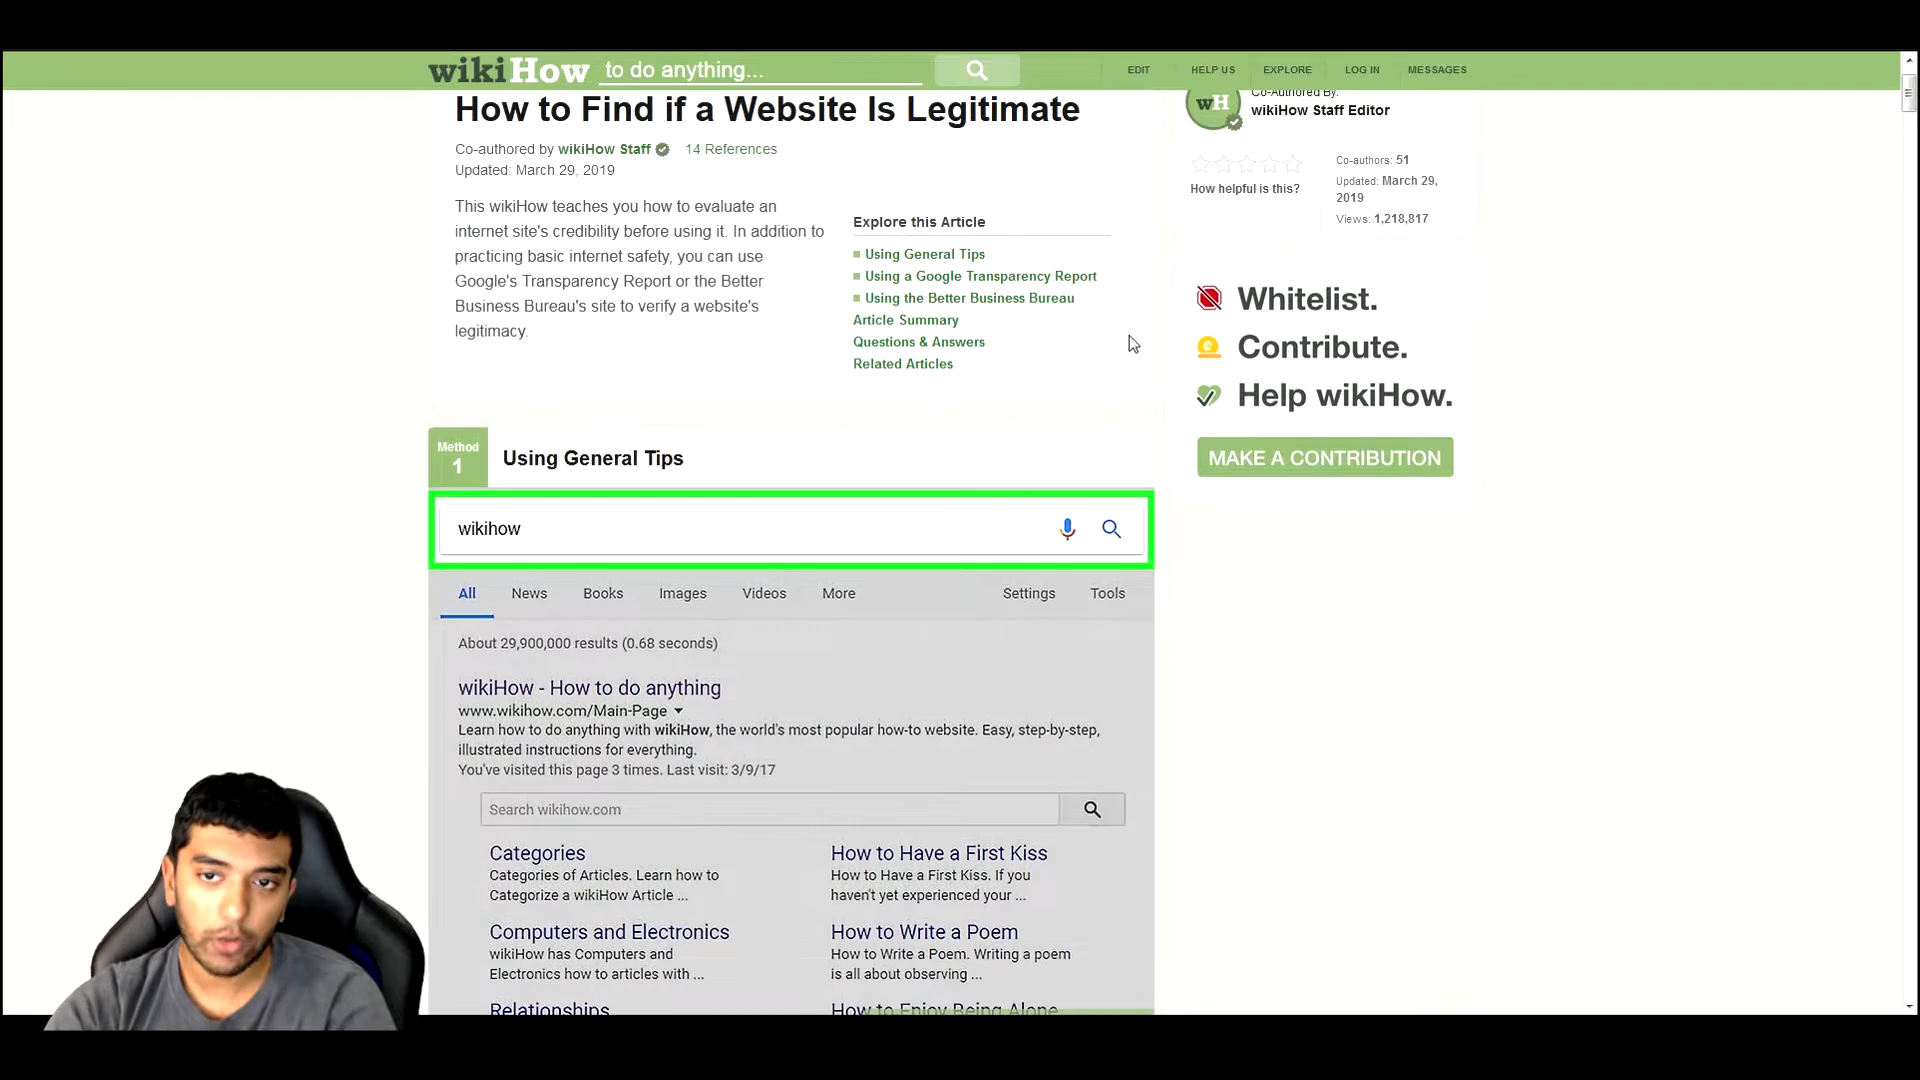 wikiHow to do anything...
EDIT HELP US EXPLORE LOG IN MESSAGES
How to Find if a Website Is Legitimate
Co-authored by wikiHow Staff 14 References
Updated: March 29, 2019
This wikiHow teaches you how to evaluate an
internet site's credibility before using it. In addition to
practicing basic internet safety, you can use
Google's Transparency Report or the Better
Business Bureau's site to verify a website's
legitimacy.
Explore this Article
Using General Tips
Using a Google Transparency Report
Using the Better Business Bureau
Article Summary
Questions & Answers
Related Articles
wH
Co-Authored By:
wikiHow Staff Editor
How helpful is this?
Co-authors: 51
Updated: March 29,
2019
Views: 1,218,817
Whitelist.
Contribute.
Help wikiHow.
MAKE A CONTRIBUTION
Method
1
Using General Tips
wikihow
All News Books Images Videos More Settings Tools
About 29,900,000 results (0.68 seconds)
wikiHow - How to do anything
www.wikihow.com/Main-Page
Learn how to do anything with wikiHow, the world's most popular how-to website. Easy, step-by-step,
illustrated instructions for everything.
You've visited this page 3 times. Last visit: 3/9/17
Search wikihow.com
Categories
Categories of Articles. Learn how to
Categorize a wikiHow Article ...
How to Have a First Kiss
How to Have a First Kiss. If you
haven't yet experienced your ...
Computers and Electronics
wikiHow has Computers and
Electronics how to articles with ...
How to Write a Poem
How to Write a Poem. Writing a poem
is all about observing ...
Relationships
How to Enjoy Being Alone